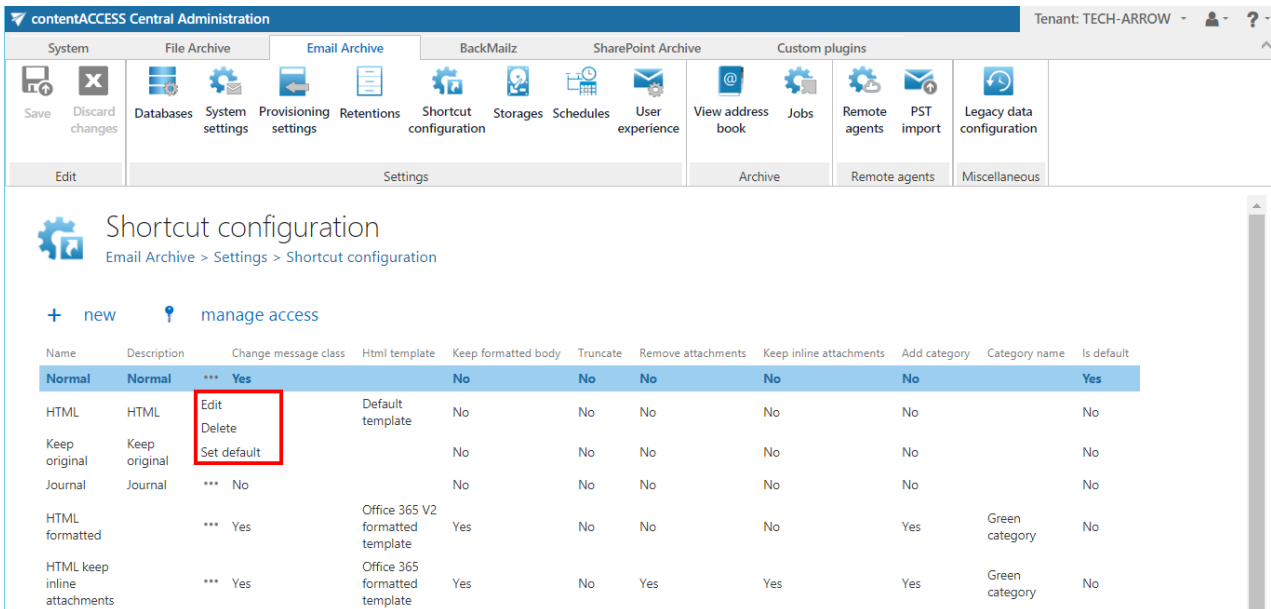 contentACCESS Central Administration
Tenant: TECH-ARROW
?
System File Archive Email Archive BackMailz SharePoint Archive Custom plugins
Save Discard changes Databases System settings Provisioning settings Retentions Shortcut configuration Storages Schedules User experience View address book Jobs Remote agents PST import Legacy data configuration
Edit Settings Archive Remote agents Miscellaneous
Shortcut configuration
Email Archive > Settings > Shortcut configuration
+ new manage access
Name Description Change message class Html template Keep formatted body Truncate Remove attachments Keep inline attachments Add category Category name Is default
Normal Normal ··· Yes No No No No No Yes
HTML HTML Default template No No No No No No
Keep original Keep original No No No No No No
Journal Journal ··· No No No No No No No
HTML formatted ··· Yes Office 365 V2 formatted template Yes No No No Yes Green category No
HTML keep inline attachments ··· Yes Office 365 formatted template Yes No Yes Yes Yes Green category No
Edit
Delete
Set default